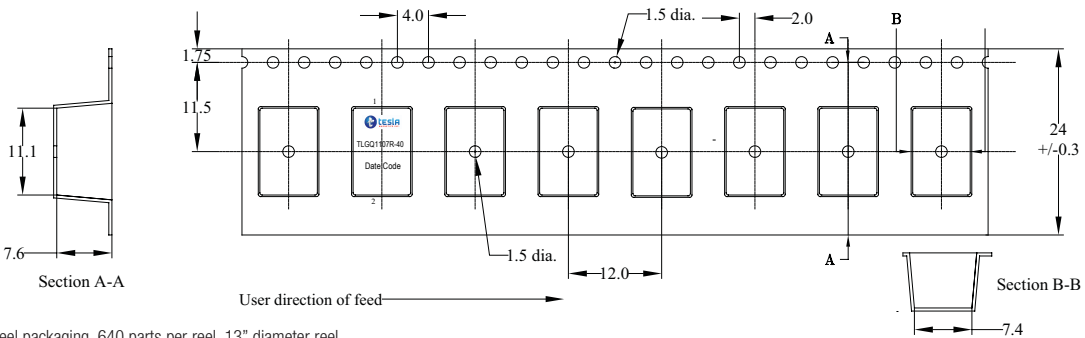 4.0
1.5 dia.
2.0
B
A
1.75
11.5
11.1
24
+/-0.3
1
tesla
TLGQ1107R-40
Date Code
2
7.6
1.5 dia.
12.0
A
Section A-A
Section B-B
User direction of feed
7.4
eel packaging, 640 parts per reel, 13" diameter reel